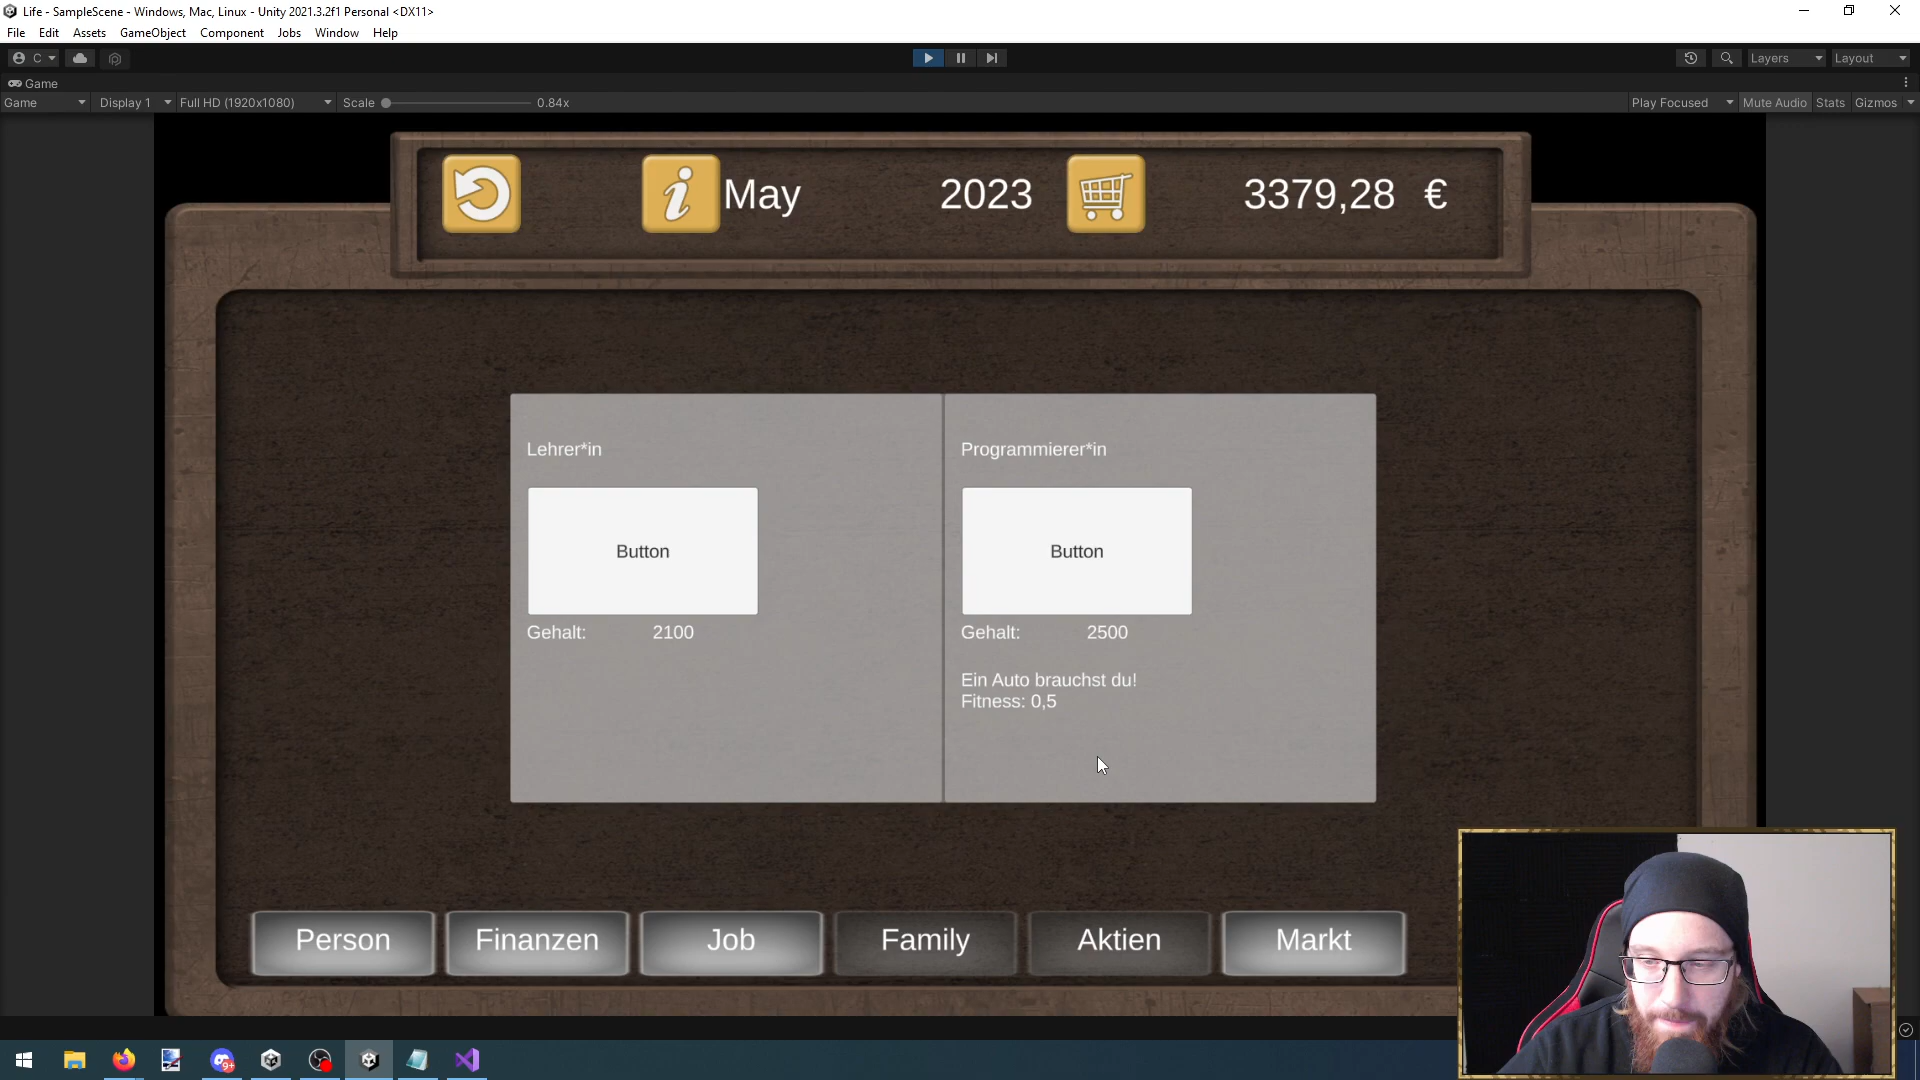 Life - SampleScene - Windows, Mac, Linux - Unity 2021.3.2f1 Personal <DX11>
File Edit Assets GameObject Component Jobs Window Help
C Layers Layout
Game
Game Display 1 Full HD (1920x1080) Scale 0.84x Play Focused Mute Audio Stats Gizmos
May 2023 3379,28 €
Lehrer*in
Button
Gehalt: 2100
Programmierer*in
Button
Gehalt: 2500
Ein Auto brauchst du!
Fitness: 0,5
Person Finanzen Job Family Aktien Markt
9+